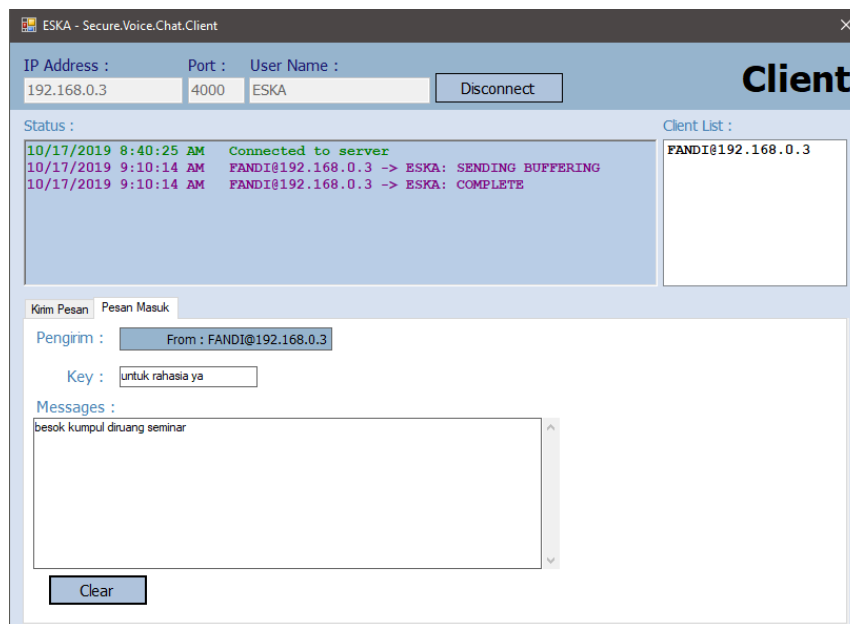 ESKA - Secure.Voice.Chat.Client
IP Address : Port : User Name :
192.168.0.3 4000 ESKA Disconnect Client
Status : Client List :
10/17/2019 8:40:25 AM Connected to server
10/17/2019 9:10:14 AM FANDI@192.168.0.3 -> ESKA: SENDING BUFFERING
10/17/2019 9:10:14 AM FANDI@192.168.0.3 -> ESKA: COMPLETE
FANDI@192.168.0.3
Kirim Pesan Pesan Masuk
Pengirim : From : FANDI@192.168.0.3
Key : untuk rahasia ya
Messages :
besok kumpul diruang seminar
Clear